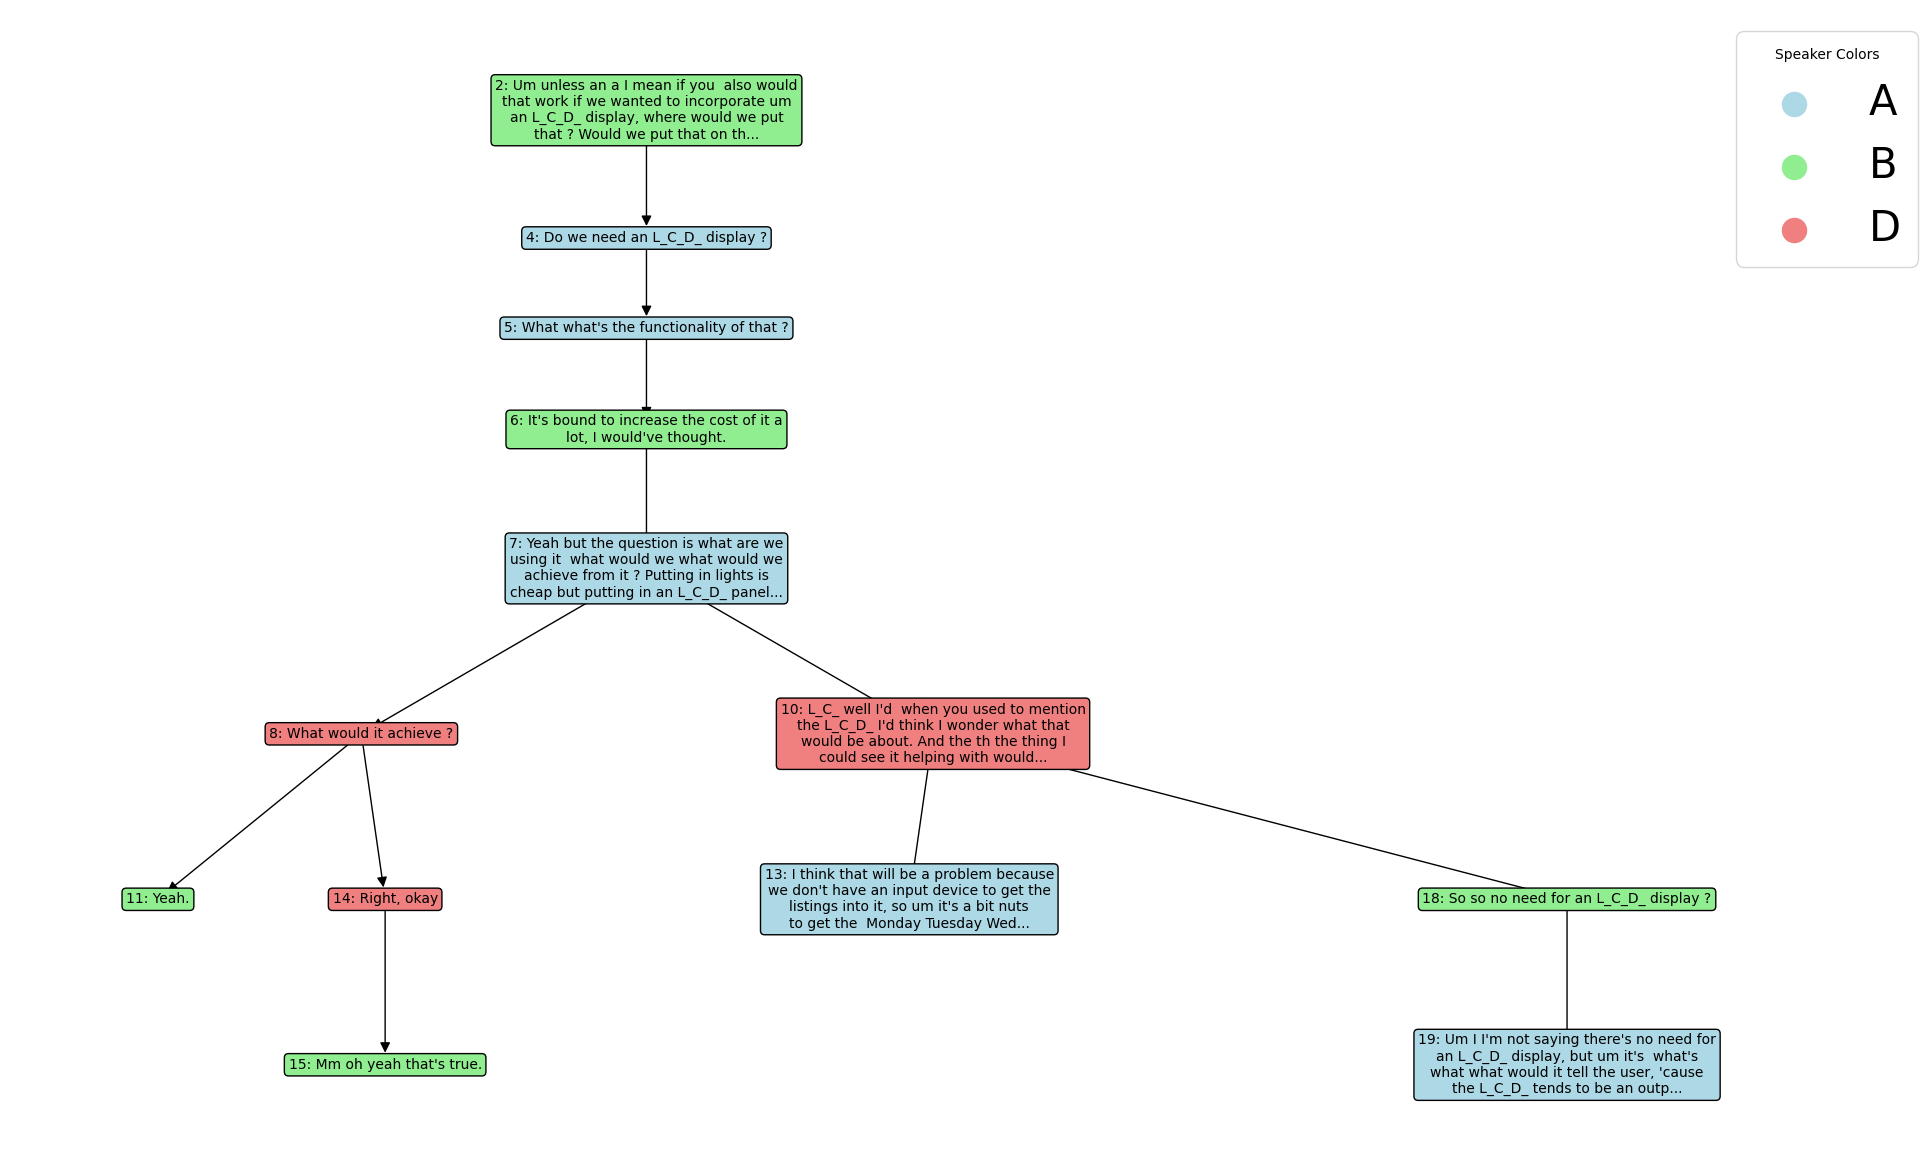 Speaker Colors
A
B
D
2: Um unless an a I mean if you  also would
that work if we wanted to incorporate um
an L_C_D_ display, where would we put
that ? Would we put that on th...
4: Do we need an L_C_D_ display ?
5: What what's the functionality of that ?
6: It's bound to increase the cost of it a
lot, I would've thought.
7: Yeah but the question is what are we
using it  what would we what would we
achieve from it ? Putting in lights is
cheap but putting in an L_C_D_ panel...
8: What would it achieve ?
10: L_C_ well I'd  when you used to mention
the L_C_D_ I'd think I wonder what that
would be about. And the th the thing I
could see it helping with would...
11: Yeah.
14: Right, okay
13: I think that will be a problem because
we don't have an input device to get the
listings into it, so um it's a bit nuts
to get the  Monday Tuesday Wed...
18: So so no need for an L_C_D_ display ?
15: Mm oh yeah that's true.
19: Um I I'm not saying there's no need for
an L_C_D_ display, but um it's  what's
what what would it tell the user, 'cause
the L_C_D_ tends to be an outp...